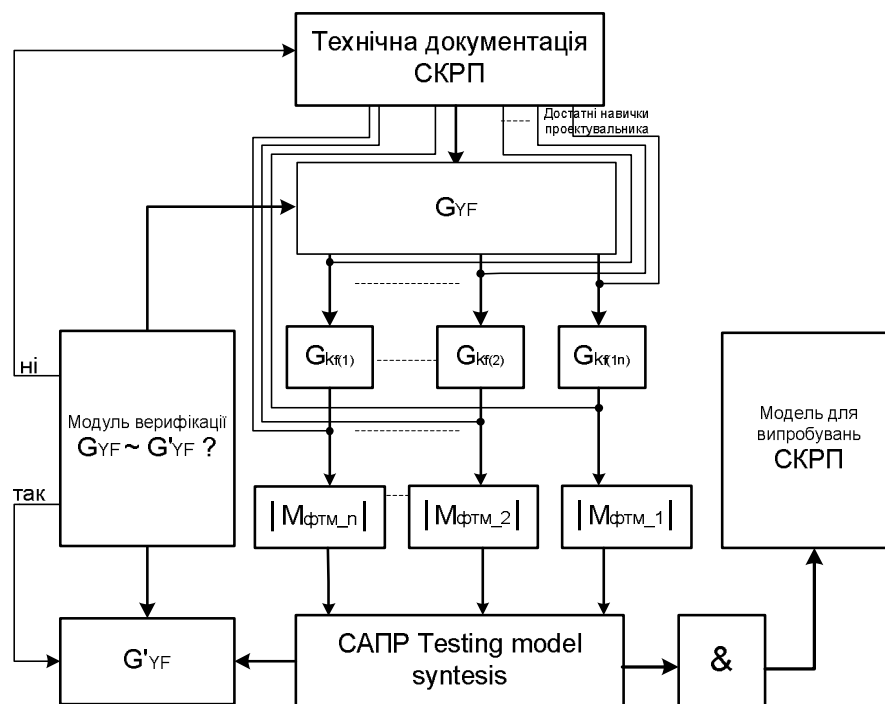 Технічна документація
СКРП
Достатні навички
проектувальника
GYF
Gkf(1)
Gkf(2)
Gkf(1n)
ні
Модуль верифікації
GYF ~ G'YF ?
так
Модель для
випробувань
СКРП
|Mфтм_n|
|Mфтм_2|
|Mфтм_1|
G'YF
САПР Testing model
syntesis
&